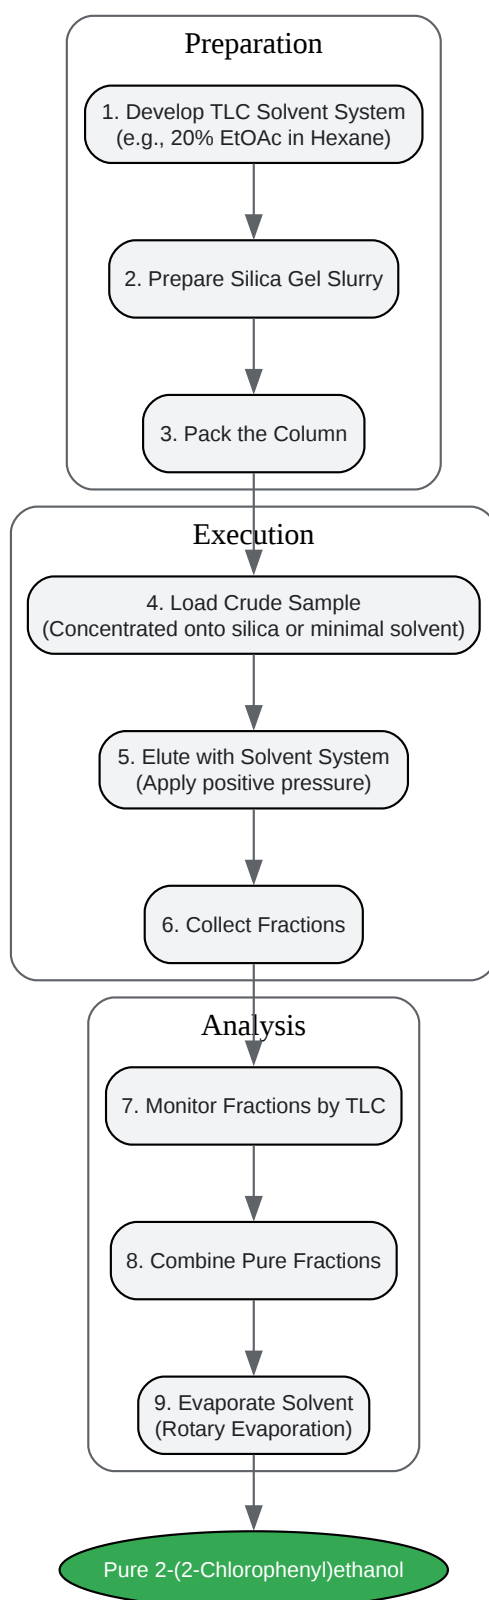 Preparation
1. Develop TLC Solvent System
(e.g., 20% EtOAc in Hexane)
2. Prepare Silica Gel Slurry
3. Pack the Column
Execution
4. Load Crude Sample
(Concentrated onto silica or minimal solvent)
5. Elute with Solvent System
(Apply positive pressure)
6. Collect Fractions
Analysis
7. Monitor Fractions by TLC
8. Combine Pure Fractions
9. Evaporate Solvent
(Rotary Evaporation)
Pure 2-(2-Chlorophenyl)ethanol